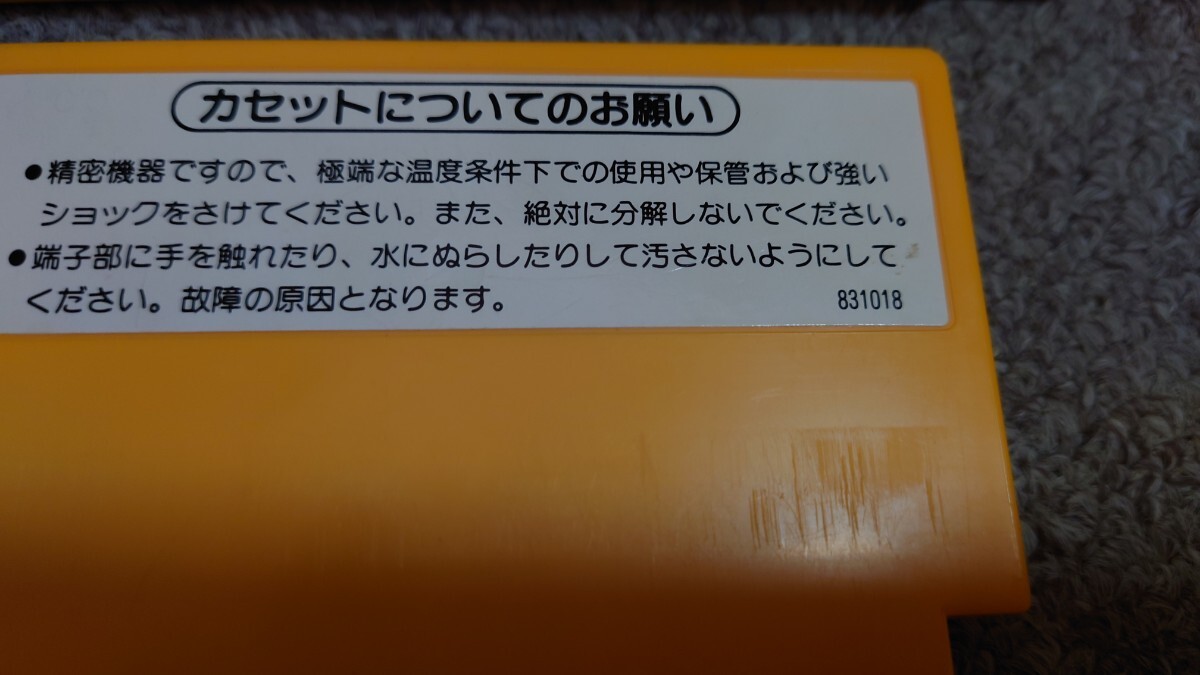 カセットについてのお願い
●精密機器ですので、極端な温度条件下での使用や保管および強い
ショックをさけてください。また、絶対に分解しないでください。
●端子部に手を触れたり、水にぬらしたりして汚さないようにして
ください。故障の原因となります。 831018